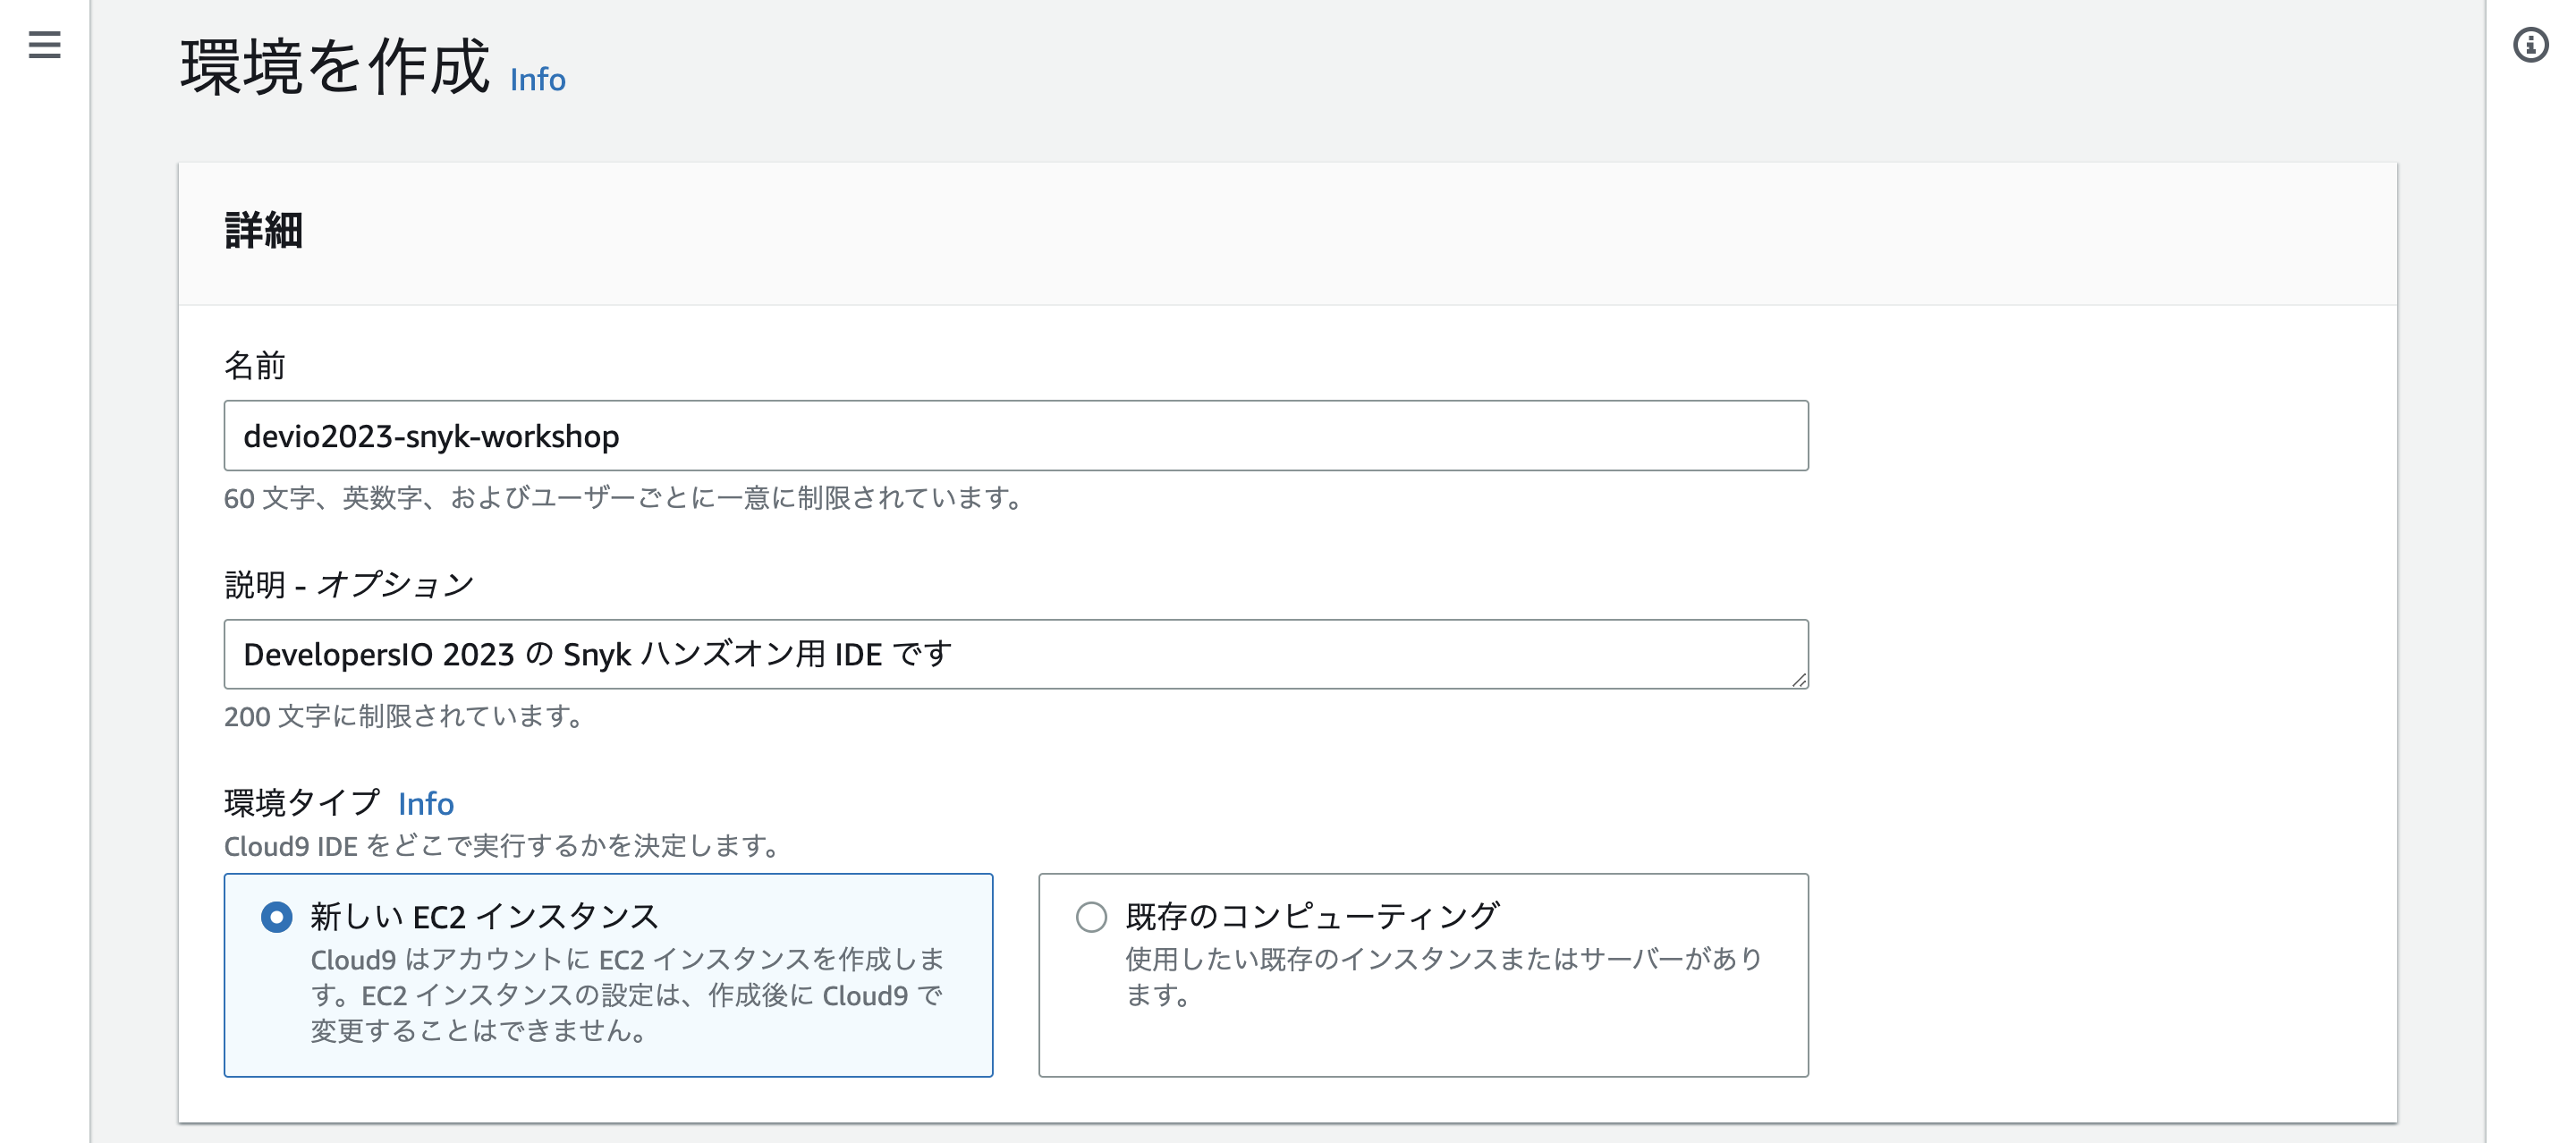 環境を作成 Info
詳細
名前
devio2023-snyk-workshop
60 文字、英数字、およびユーザーごとに一意に制限されています。
説明 - オプション
DevelopersIO 2023 の Snyk ハンズオン用 IDE です
200 文字に制限されています。
環境タイプ Info
Cloud9 IDE をどこで実行するかを決定します。
新しい EC2 インスタンス
Cloud9 はアカウントに EC2 インスタンスを作成しま
す。EC2 インスタンスの設定は、作成後に Cloud9 で
変更することはできません。
既存のコンピューティング
使用したい既存のインスタンスまたはサーバーがあり
ます。